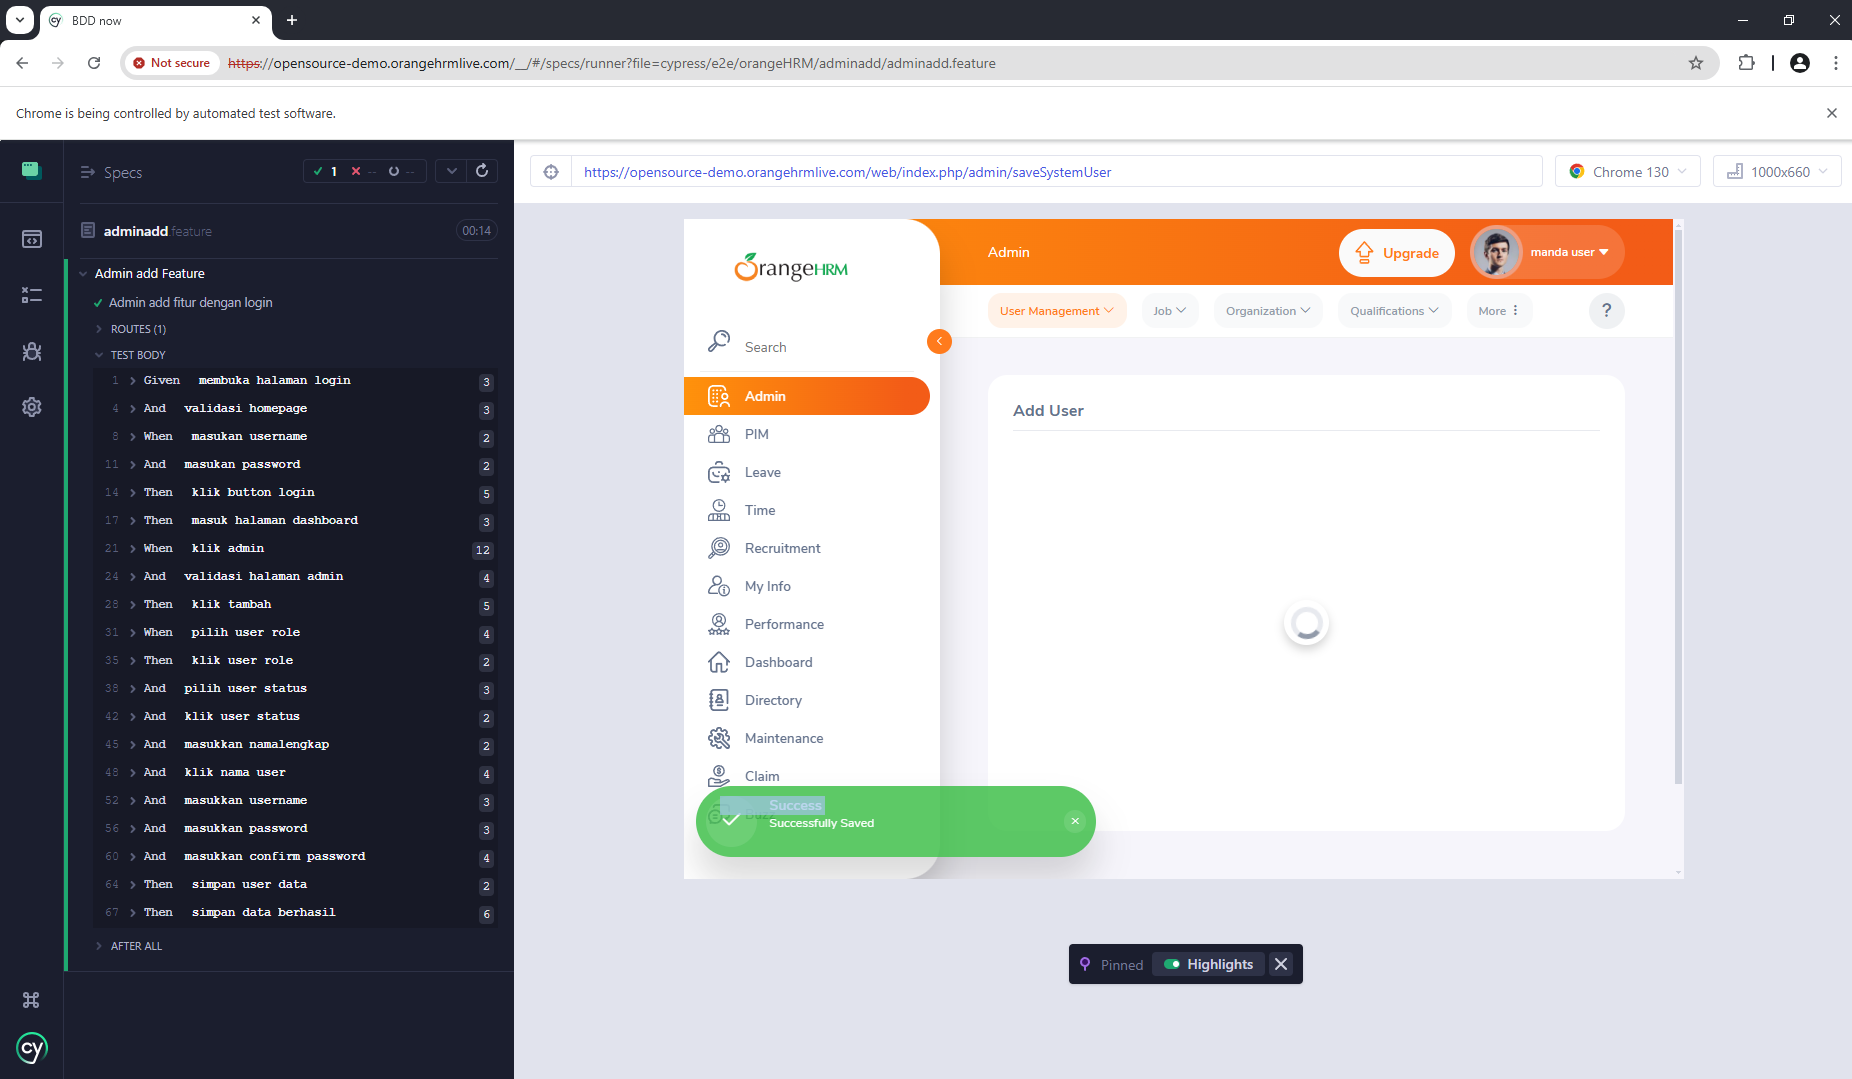 BDD now
Not secure
https://opensource-demo.orangehrmlive.com/__/#/specs/runner?file=cypress/e2e/orangeHRM/adminadd/adminadd.feature
Chrome is being controlled by automated test software.
Specs
1 -- --
adminadd.feature
00:14
Admin add Feature
Admin add fitur dengan login
ROUTES (1)
TEST BODY
1 Given membuka halaman login 3
4 And validasi homepage 3
8 When masukan username 2
11 And masukan password 2
14 Then klik button login 5
17 Then masuk halaman dashboard 3
21 When klik admin 12
24 And validasi halaman admin 4
28 Then klik tambah 5
31 When pilih user role 4
35 Then klik user role 2
38 And pilih user status 3
42 And klik user status 2
45 And masukkan namalengkap 2
48 And klik nama user 4
52 And masukkan username 3
56 And masukkan password 3
60 And masukkan confirm password 4
64 Then simpan user data 2
67 Then simpan data berhasil 6
AFTER ALL
cy
https://opensource-demo.orangehrmlive.com/web/index.php/admin/saveSystemUser
Chrome 130
1000x660
OrangeHRM
Search
Admin
PIM
Leave
Time
Recruitment
My Info
Performance
Dashboard
Directory
Maintenance
Claim
Buzz
Admin
Upgrade
manda user
User Management
Job
Organization
Qualifications
More
?
Add User
Success
Successfully Saved
Pinned
Highlights